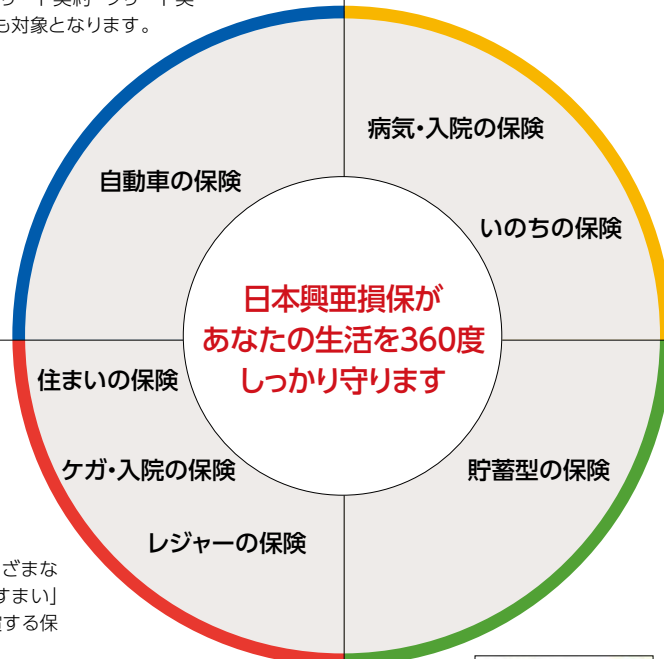 も対象となります。
病気・入院の保険
自動車の保険
いのちの保険
日本興亜損保が
あなたの生活を360度
しっかり守ります
住まいの保険
ケガ・入院の保険
貯蓄型の保険
レジャーの保険
ざまな
すまい」
する保